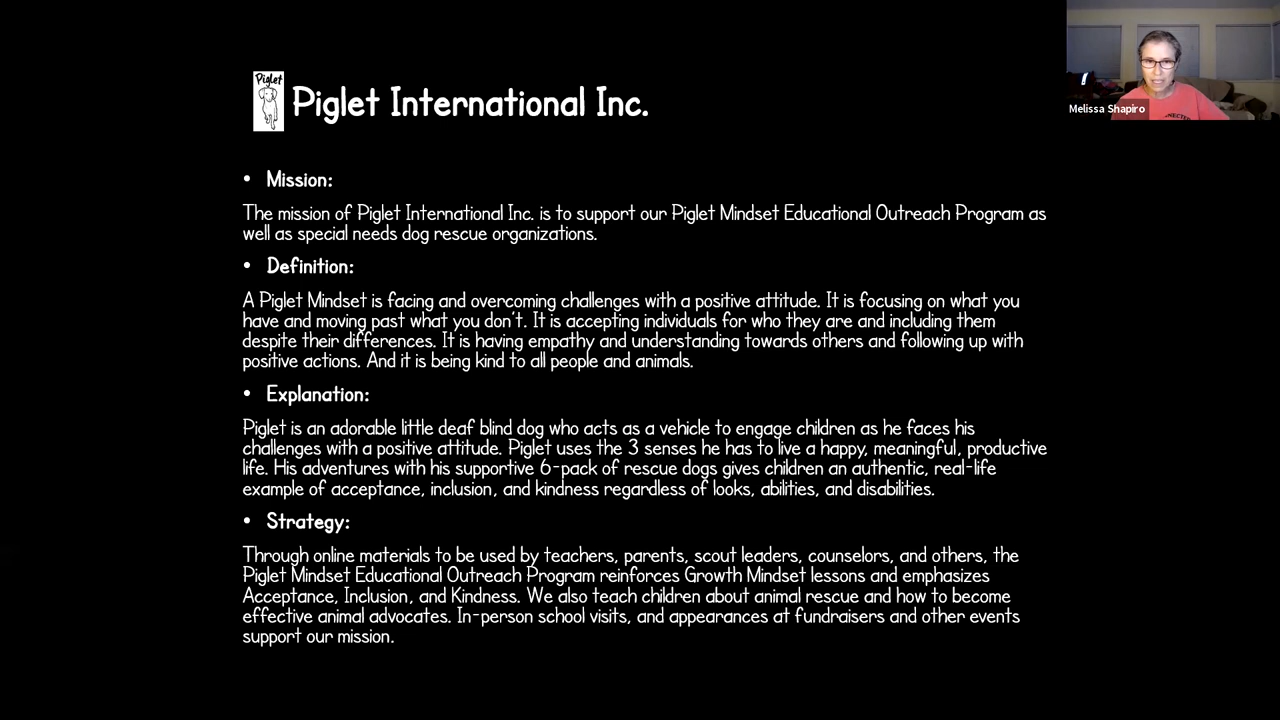 Piglet
Piglet International Inc.
Melissa Shapiro
• Mission:
The mission of Piglet International Inc. is to support our Piglet Mindset Educational Outreach Program as
well as special needs dog rescue organizations.
• Definition:
A Piglet Mindset is facing and overcoming challenges with a positive attitude. It is focusing on what you
have and moving past what you don't. It is accepting individuals for who they are and including them
despite their differences. It is having empathy and understanding towards others and following up with
positive actions. And it is being kind to all people and animals.
• Explanation:
Piglet is an adorable little deaf blind dog who acts as a vehicle to engage children as he faces his
challenges with a positive attitude. Piglet uses the 3 senses he has to live a happy, meaningful, productive
life. His adventures with his supportive 6-pack of rescue dogs gives children an authentic, real-life
example of acceptance, inclusion, and kindness regardless of looks, abilities, and disabilities.
• Strategy:
Through online materials to be used by teachers, parents, scout leaders, counselors, and others, the
Piglet Mindset Educational Outreach Program reinforces Growth Mindset lessons and emphasizes
Acceptance, Inclusion, and Kindness. We also teach children about animal rescue and how to become
effective animal advocates. In-person school visits, and appearances at fundraisers and other events
support our mission.